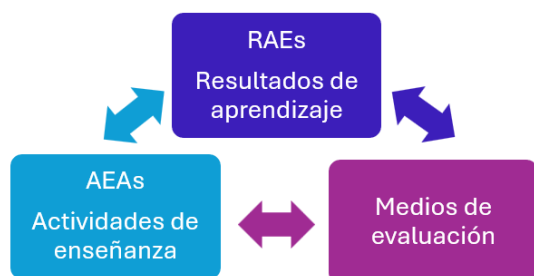 RAEs
Resultados de
aprendizaje
AEAs
Actividades de
enseñanza
Medios de
evaluación